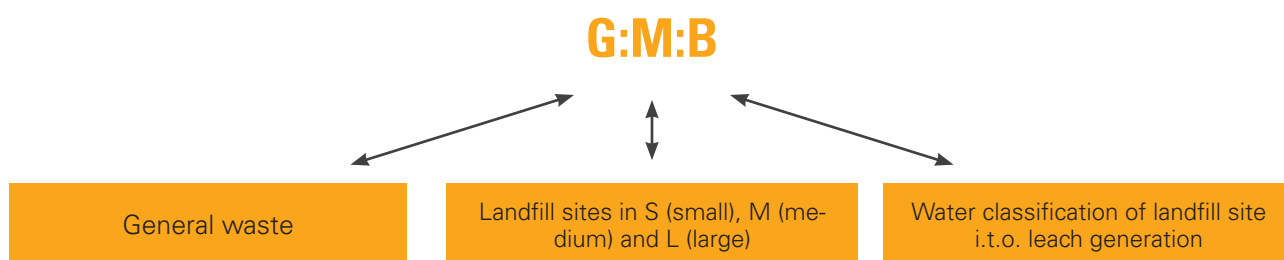 G:M:B
General waste
Landfill sites in S (small), M (me-
dium) and L (large)
Water classification of landfill site
i.t.o. leach generation